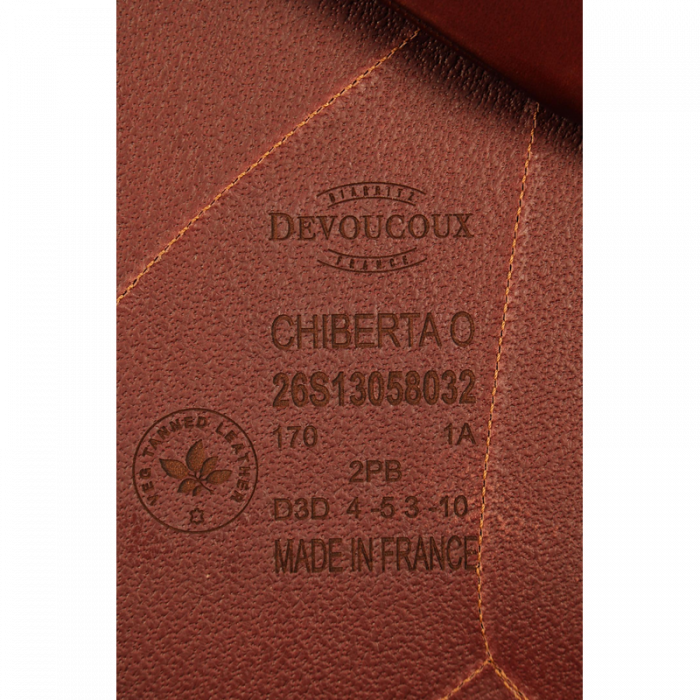 BIARRITZ
DEVOUCOUX
FRANCE
CHIBERTA O
26S13058032
170 1A
2PB
D3D 4 -5 3 -10
MADE IN FRANCE
VEG TANNED LEATHER